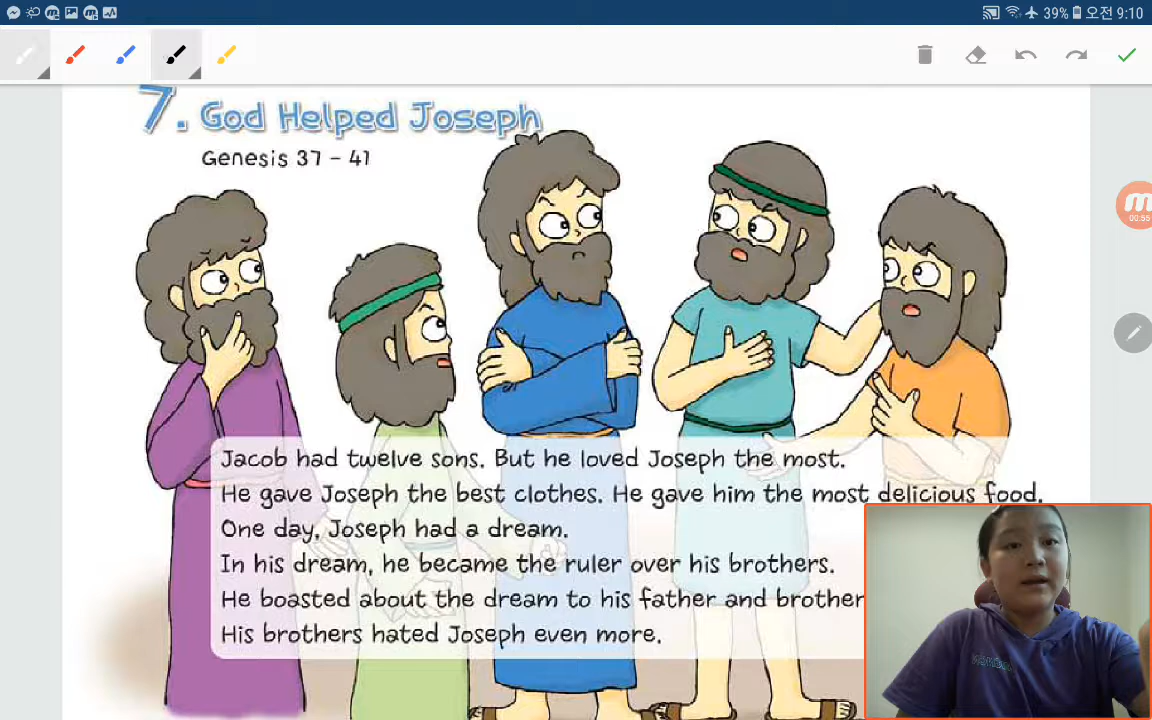 39% 오전 9:10
7. God Helped Joseph
Genesis 37 - 41
00:55
Jacob had twelve sons. But he loved Joseph the most.
He gave Joseph the best clothes. He gave him the most delicious food.
One day, Joseph had a dream.
In his dream, he became the ruler over his brothers.
He boasted about the dream to his father and brother
His brothers hated Joseph even more.